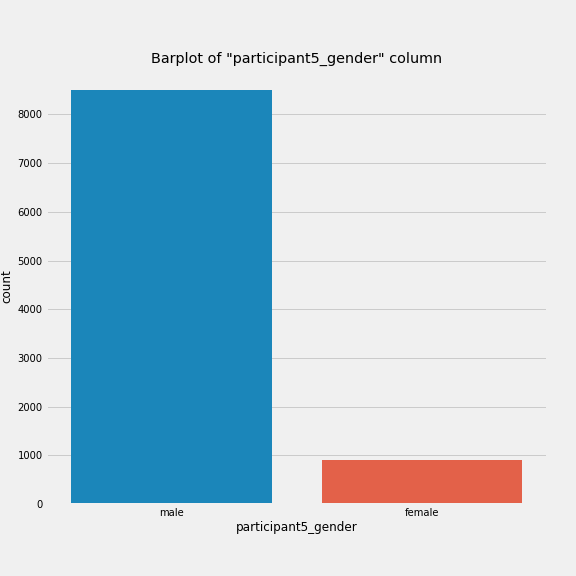 Barplot of "participant5_gender" column
8000
7000
6000
5000
4000
3000
2000
1000
0
count
male
female
participant5_gender